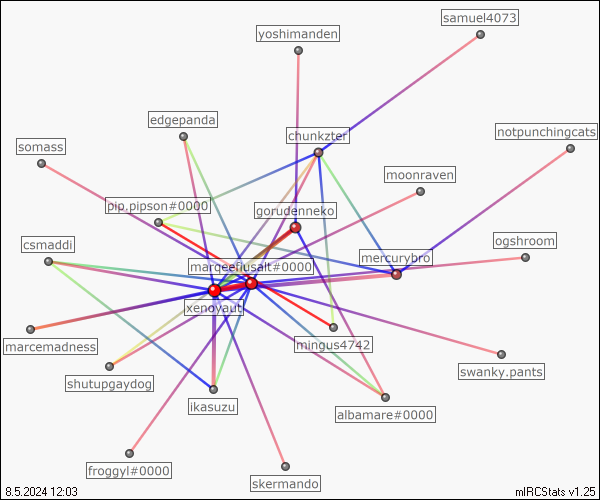 samuel4073
yoshimanden
edgepanda
chunkzter
notpunchingcats
somass
moonraven
pip.pipson#0000
gorudenneko
csmaddi
ogshroom
mercurybro
marqeefiusalt#0000
xenoyaut
marcemadness
mingus4742
swanky.pants
shutupgaydog
ikasuzu
albamare#0000
froggyl#0000
skermando
8.5.2024 12:03
mIRCStats v1.25